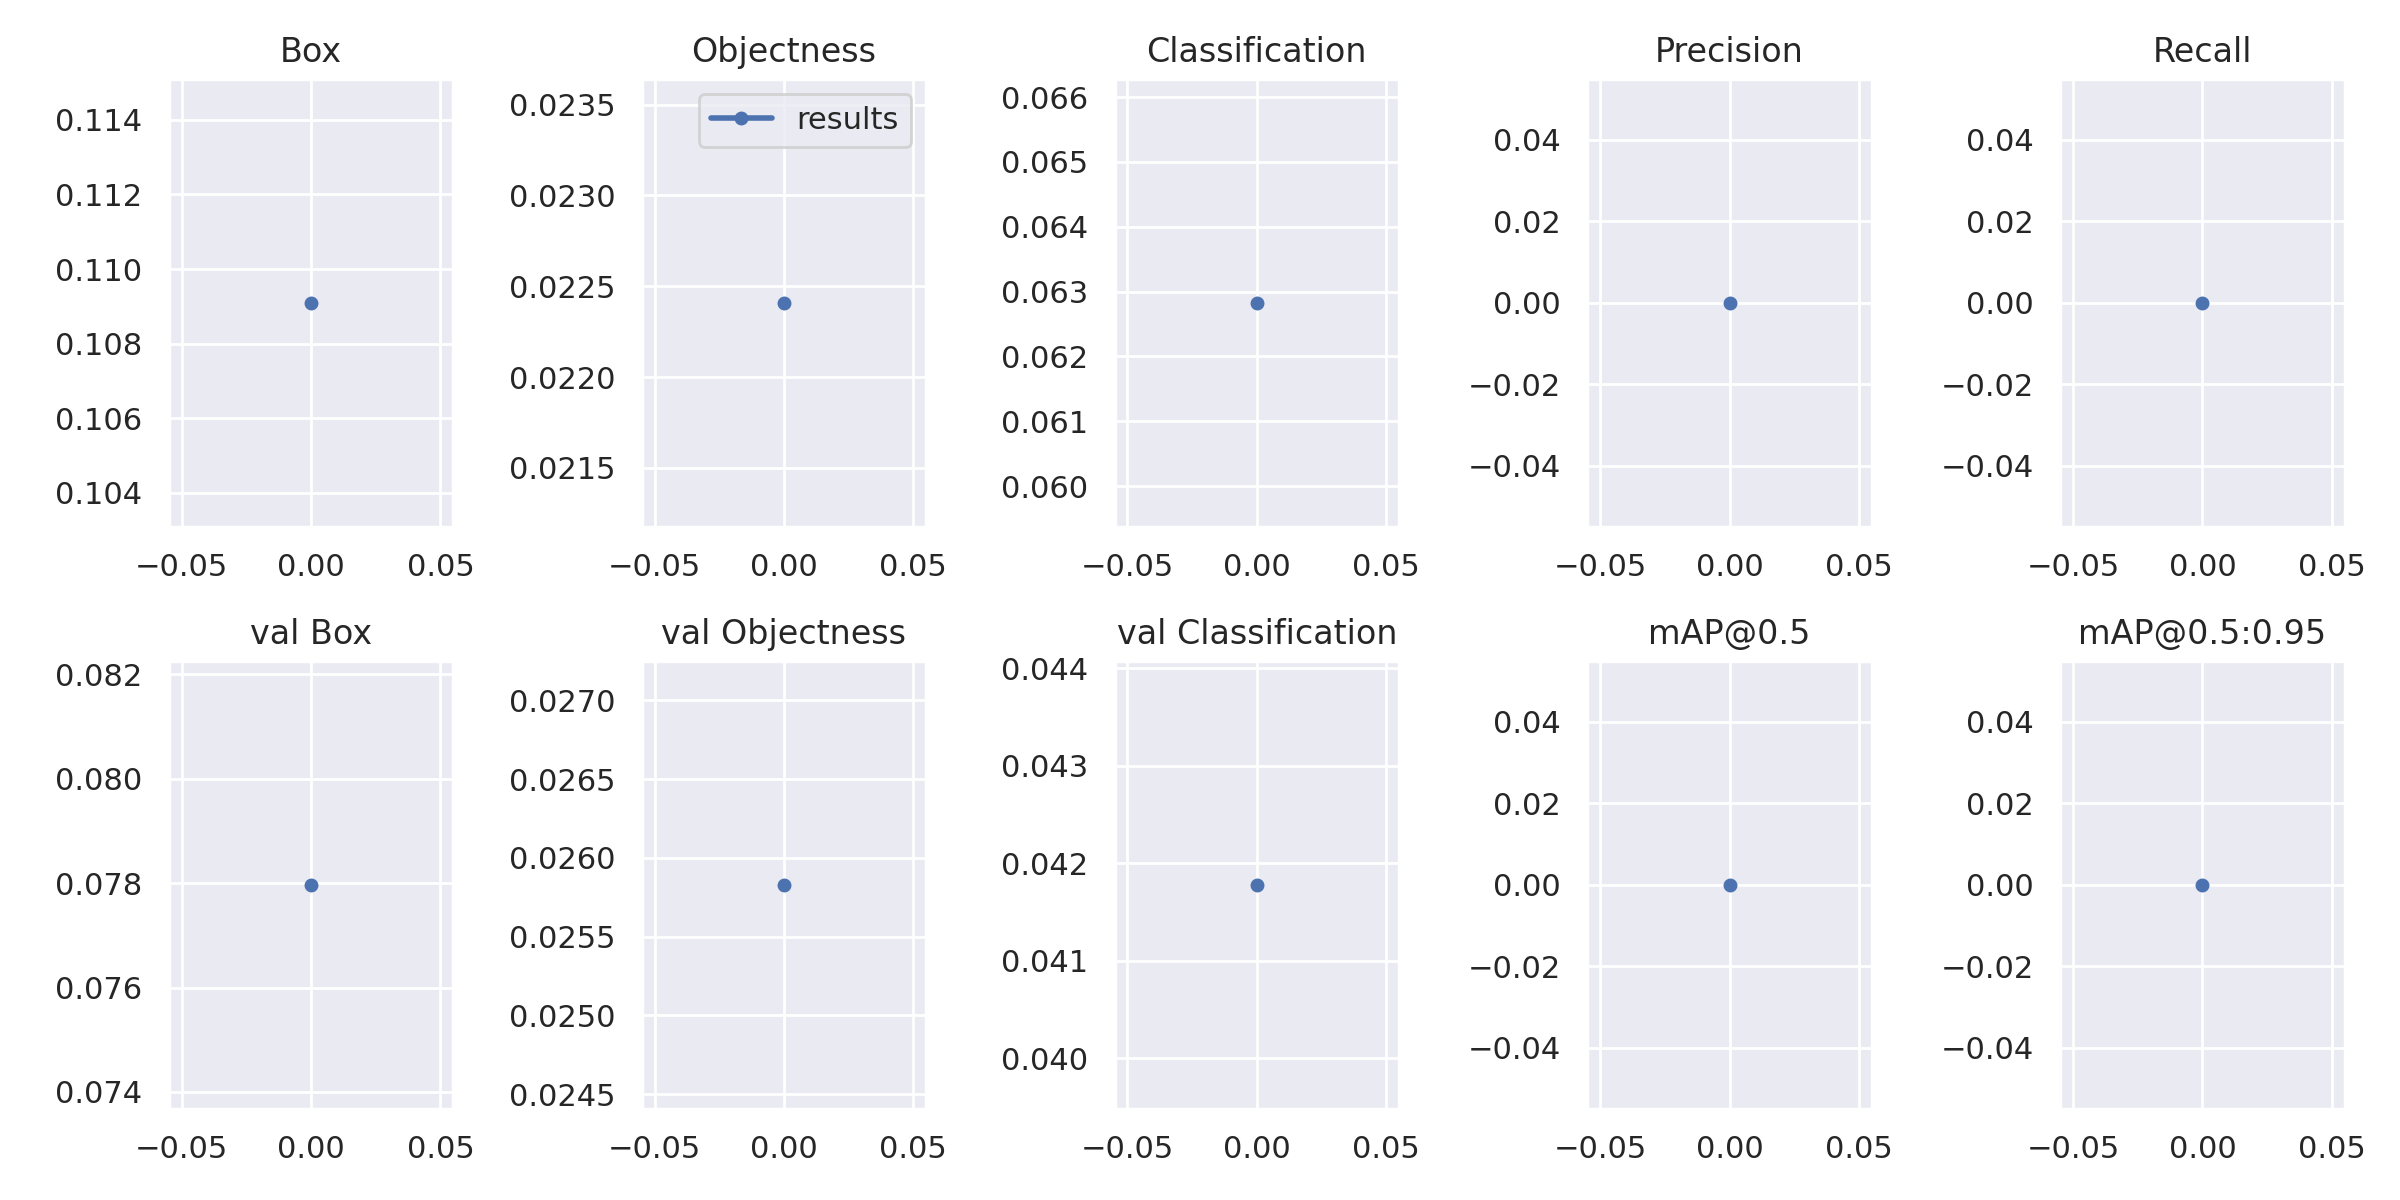 Box
0.114
0.112
0.110
0.108
0.106
0.104
−0.05 0.00 0.05
Objectness
results
0.0235
0.0230
0.0225
0.0220
0.0215
−0.05 0.00 0.05
Classification
0.066
0.065
0.064
0.063
0.062
0.061
0.060
−0.05 0.00 0.05
Precision
0.04
0.02
0.00
−0.02
−0.04
−0.05 0.00 0.05
Recall
0.04
0.02
0.00
−0.02
−0.04
−0.05 0.00 0.05
val Box
0.082
0.080
0.078
0.076
0.074
−0.05 0.00 0.05
val Objectness
0.0270
0.0265
0.0260
0.0255
0.0250
0.0245
−0.05 0.00 0.05
val Classification
0.044
0.043
0.042
0.041
0.040
−0.05 0.00 0.05
mAP@0.5
0.04
0.02
0.00
−0.02
−0.04
−0.05 0.00 0.05
mAP@0.5:0.95
0.04
0.02
0.00
−0.02
−0.04
−0.05 0.00 0.05